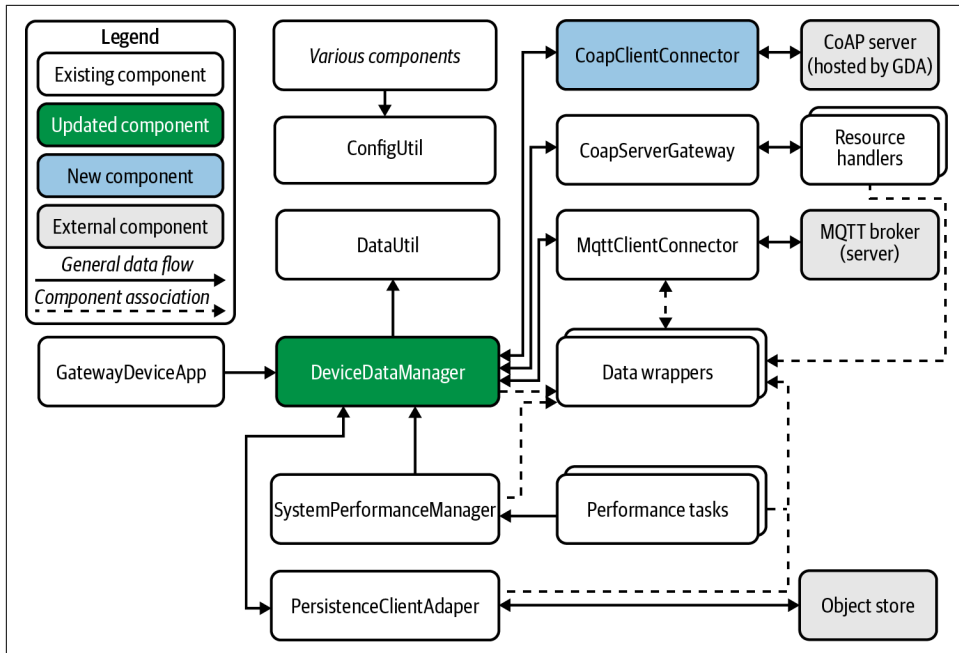 Legend
Existing component
Updated component
New component
External component
General data flow
Component association
Various components
ConfigUtil
DataUtil
GatewayDeviceApp
DeviceDataManager
SystemPerformanceManager
PersistenceClientAdaper
CoapClientConnector
CoapServerGateway
MqttClientConnector
Data wrappers
Performance tasks
CoAP server
(hosted by GDA)
Resource
handlers
MQTT broker
(server)
Object store